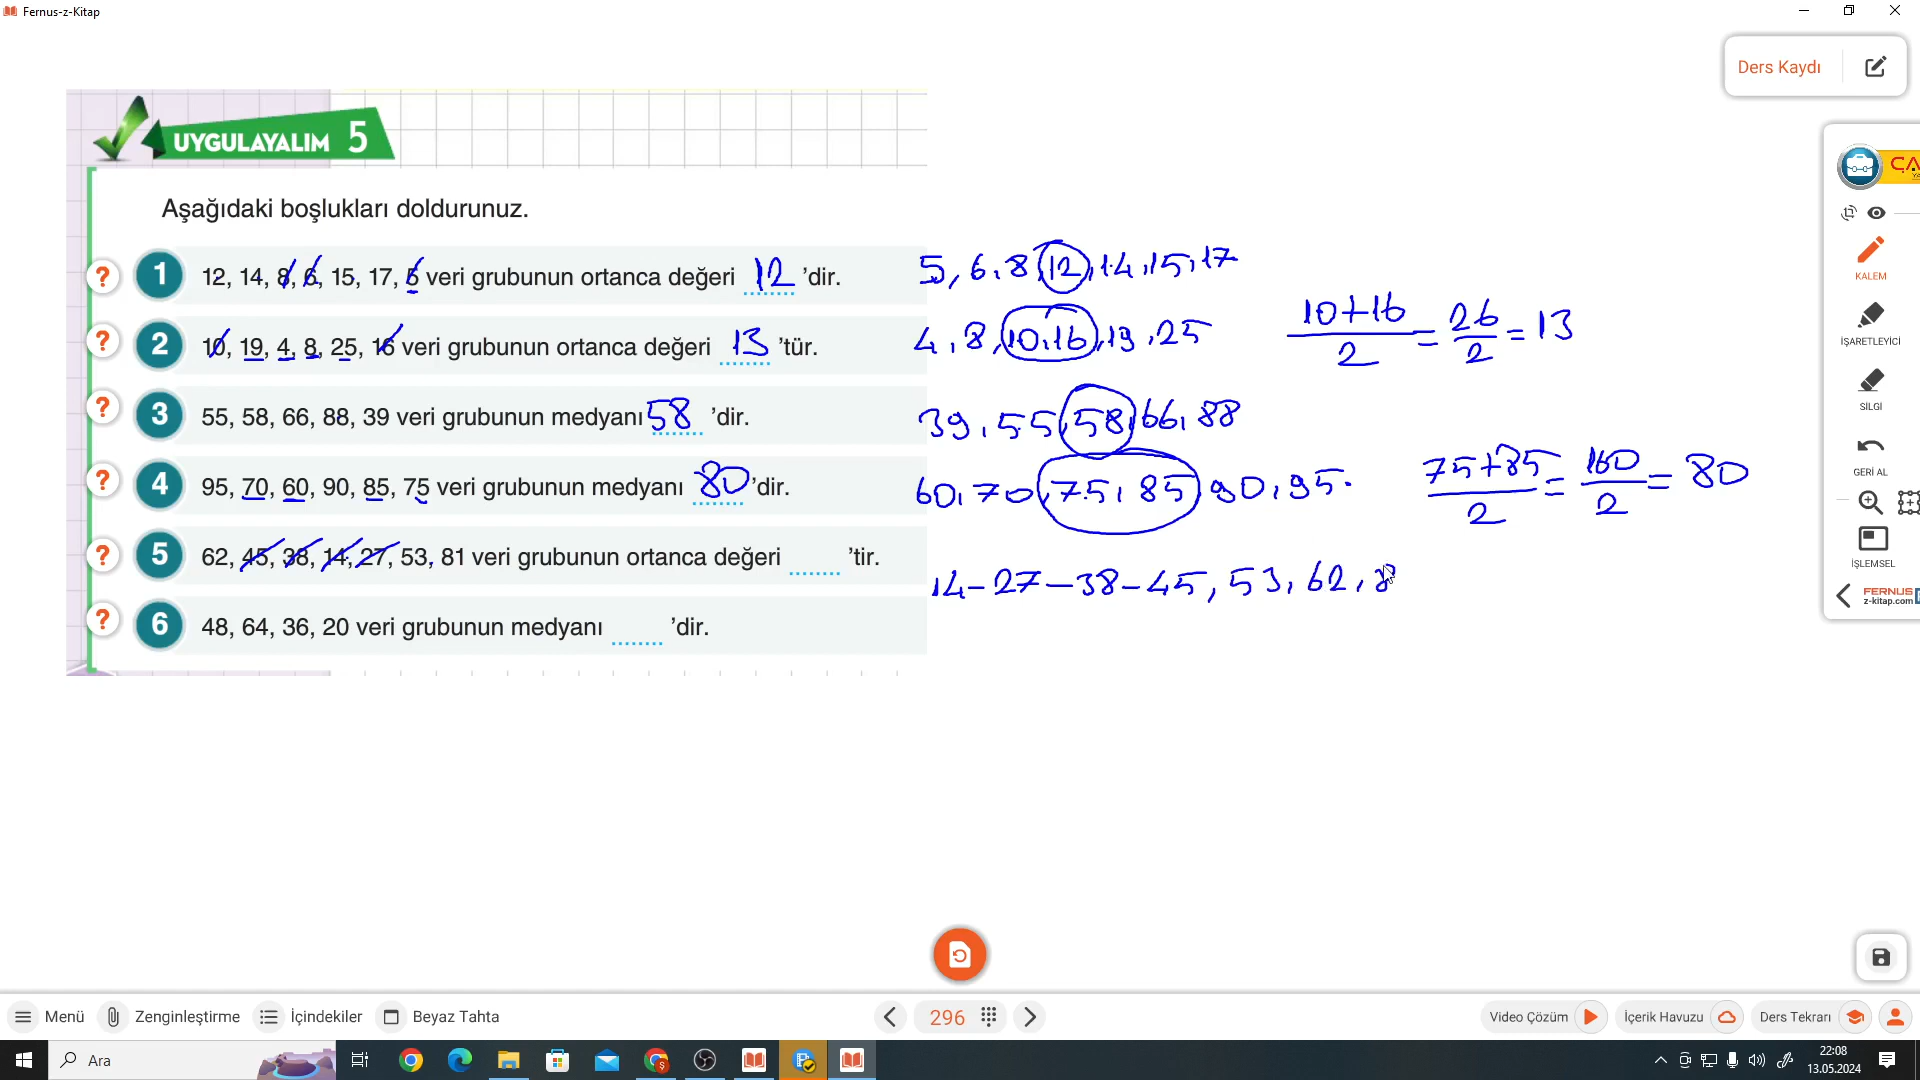 Fernus-z-Kitap
Ders Kaydı
UYGULAYALIM 5
Aşağıdaki boşlukları doldurunuz.
? 1 12, 14, 8, 6, 15, 17, 5 veri grubunun ortanca değeri 12 'dir.
5, 6, 8, 12, 14, 15, 17
? 2 10, 19, 4, 8, 25, 16 veri grubunun ortanca değeri 13 'tür.
4, 8, 10, 16, 19, 25
10+16/2 = 26/2 = 13
? 3 55, 58, 66, 88, 39 veri grubunun medyanı 58 'dir.
39, 55, 58, 66, 88
? 4 95, 70, 60, 90, 85, 75 veri grubunun medyanı 80 'dir.
60, 70, 75, 85, 90, 95.
75+85/2 = 160/2 = 80
? 5 62, 45, 38, 14, 27, 53, 81 veri grubunun ortanca değeri ........ 'tir.
14-27-38-45, 53, 62, 8
? 6 48, 64, 36, 20 veri grubunun medyanı ........ 'dir.
KALEM
İŞARETLEYİCİ
SİLGİ
GERİ AL
İŞLEMSEL
FERNUS
z-kitap.com
Menü
Zenginleştirme
İçindekiler
Beyaz Tahta
296
Video Çözüm
İçerik Havuzu
Ders Tekrarı
Ara
22:08
13.05.2024